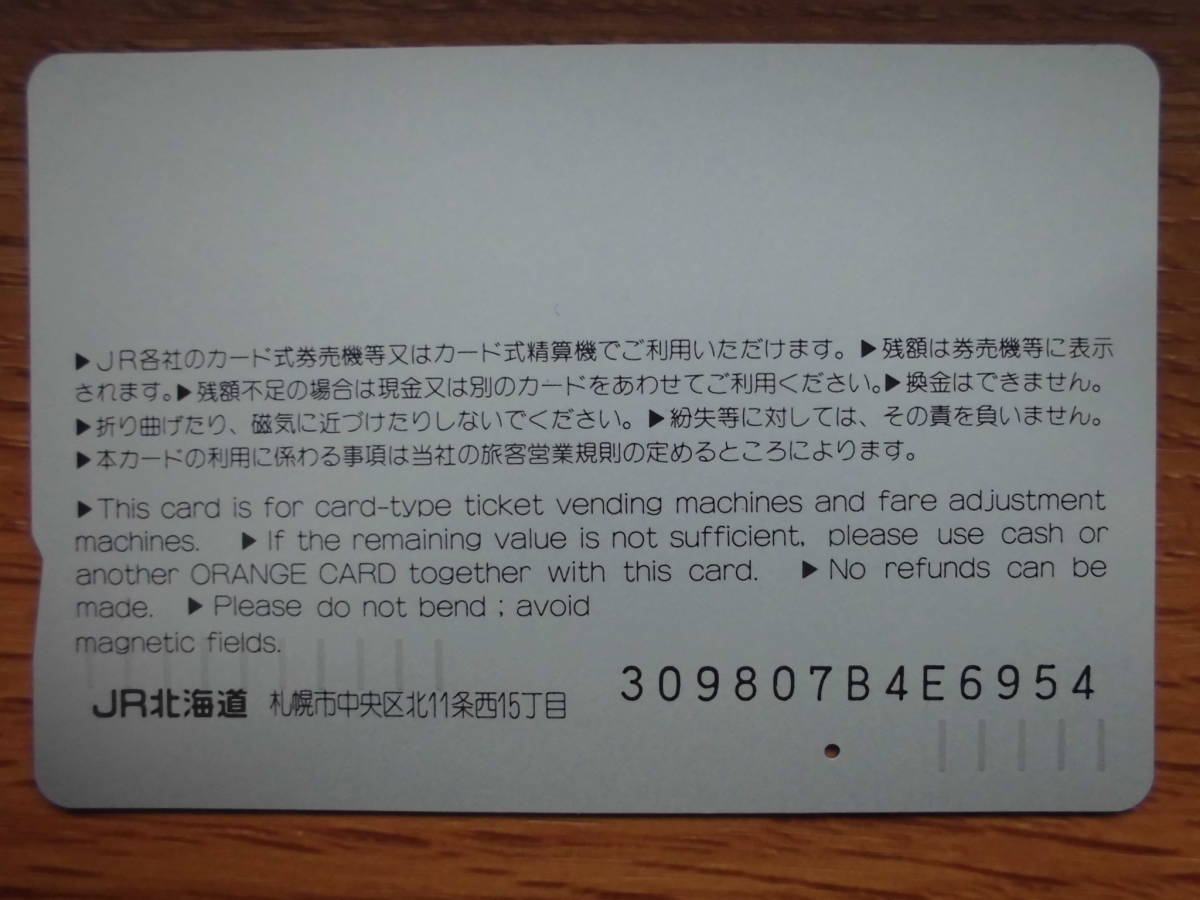 ▶JR各社のカード式券売機等又はカード式精算機でご利用いただけます。▶残額は券売機等に表示
されます。▶残額不足の場合は現金又は別のカードをあわせてご利用ください。▶換金はできません。
▶折り曲げたり、磁気に近づけたりしないでください。▶紛失等に対しては、その責を負いません。
▶本カードの利用に係わる事項は当社の旅客営業規則の定めるところによります。
▶This card is for card-type ticket vending machines and fare adjustment
machines. ▶If the remaining value is not sufficient, please use cash or
another ORANGE CARD together with this card. ▶No refunds can be
made. ▶Please do not bend ; avoid
magnetic fields.
309807B4E6954
JR北海道 札幌市中央区北11条西15丁目